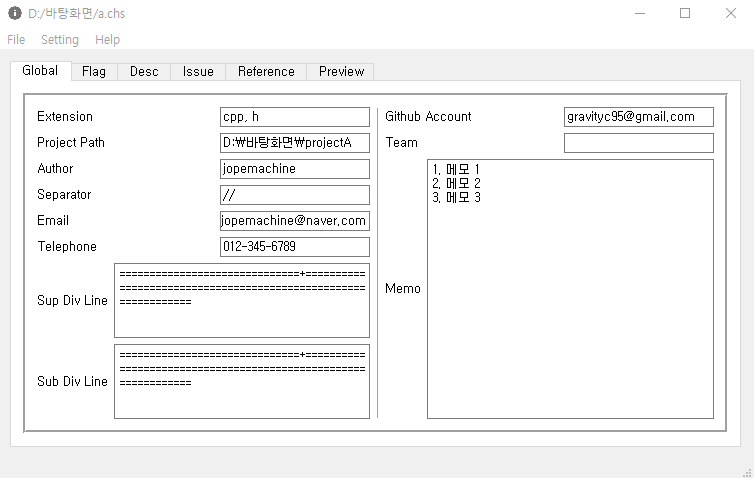 D:/바탕화면/a.chs
File Setting Help
Global Flag Desc Issue Reference Preview
Extension cpp, h
Project Path D:₩바탕화면₩projectA
Author jopemachine
Separator //
Email jopemachine@naver.com
Telephone 012-345-6789
Sup Div Line
==============================+==========
=========================================
============
Sub Div Line
==============================+==========
=========================================
============
Github Account gravityc95@gmail.com
Team
Memo
1. 메모 1
2. 메모 2
3. 메모 3